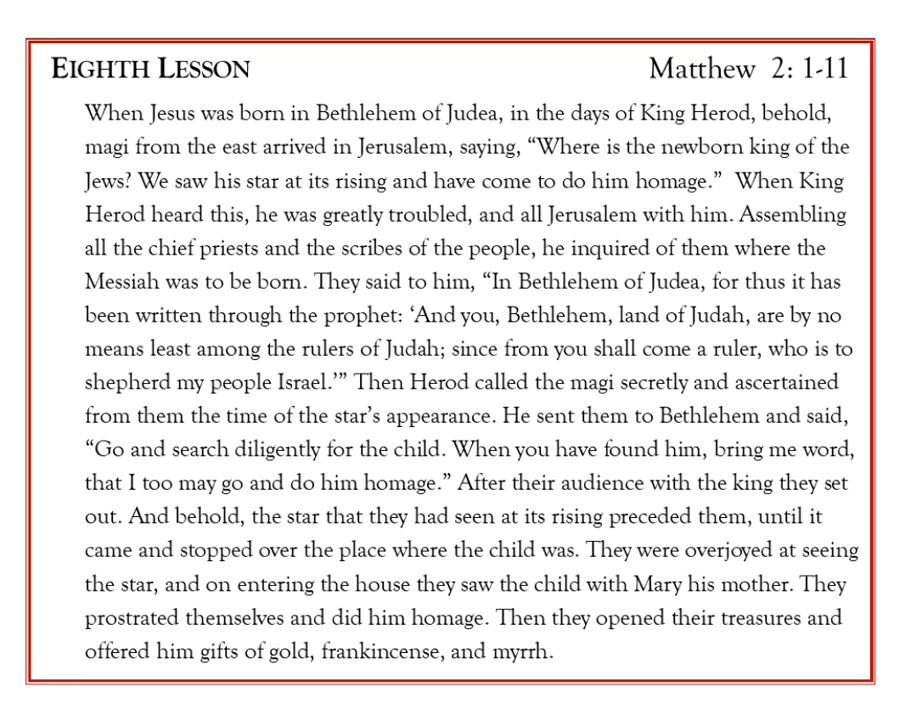 EIGHTH LESSON Matthew 2: 1-11
When Jesus was born in Bethlehem of Judea, in the days of King Herod, behold,
magi from the east arrived in Jerusalem, saying, “Where is the newborn king of the
Jews? We saw his star at its rising and have come to do him homage.” When King
Herod heard this, he was greatly troubled, and all Jerusalem with him. Assembling
all the chief priests and the scribes of the people, he inquired of them where the
Messiah was to be born. They said to him, “In Bethlehem of Judea, for thus it has
been written through the prophet: ‘And you, Bethlehem, land of Judah, are by no
means least among the rulers of Judah; since from you shall come a ruler, who is to
shepherd my people Israel.’” Then Herod called the magi secretly and ascertained
from them the time of the star’s appearance. He sent them to Bethlehem and said,
“Go and search diligently for the child. When you have found him, bring me word,
that I too may go and do him homage.” After their audience with the king they set
out. And behold, the star that they had seen at its rising preceded them, until it
came and stopped over the place where the child was. They were overjoyed at seeing
the star, and on entering the house they saw the child with Mary his mother. They
prostrated themselves and did him homage. Then they opened their treasures and
offered him gifts of gold, frankincense, and myrrh.